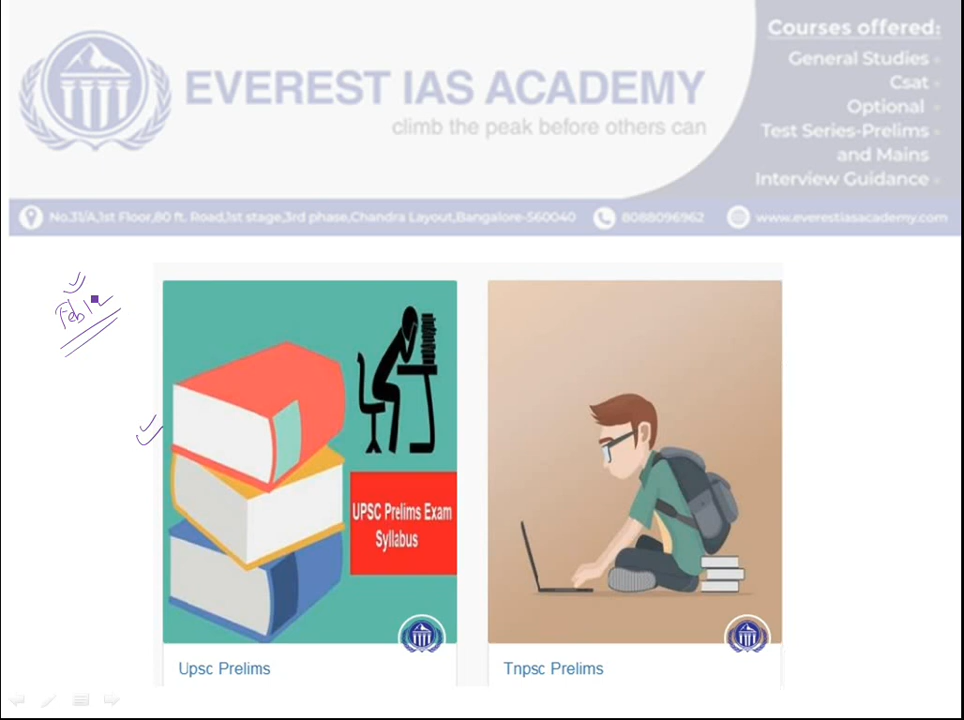 Courses offered:
General Studies
EVEREST IAS ACADEMY
Csat
climb the peak before others can
Optional
Test Series-Prelims
and Mains
Interview Guidance
No.31/A,1st Floor,80 ft. Road,1st stage,3rd phase,Chandra Layout,Bangalore-560040 8088096962 www.everestiasacademy.com
Feb 12
UPSC Prelims Exam
Syllabus
Upsc Prelims Tnpsc Prelims